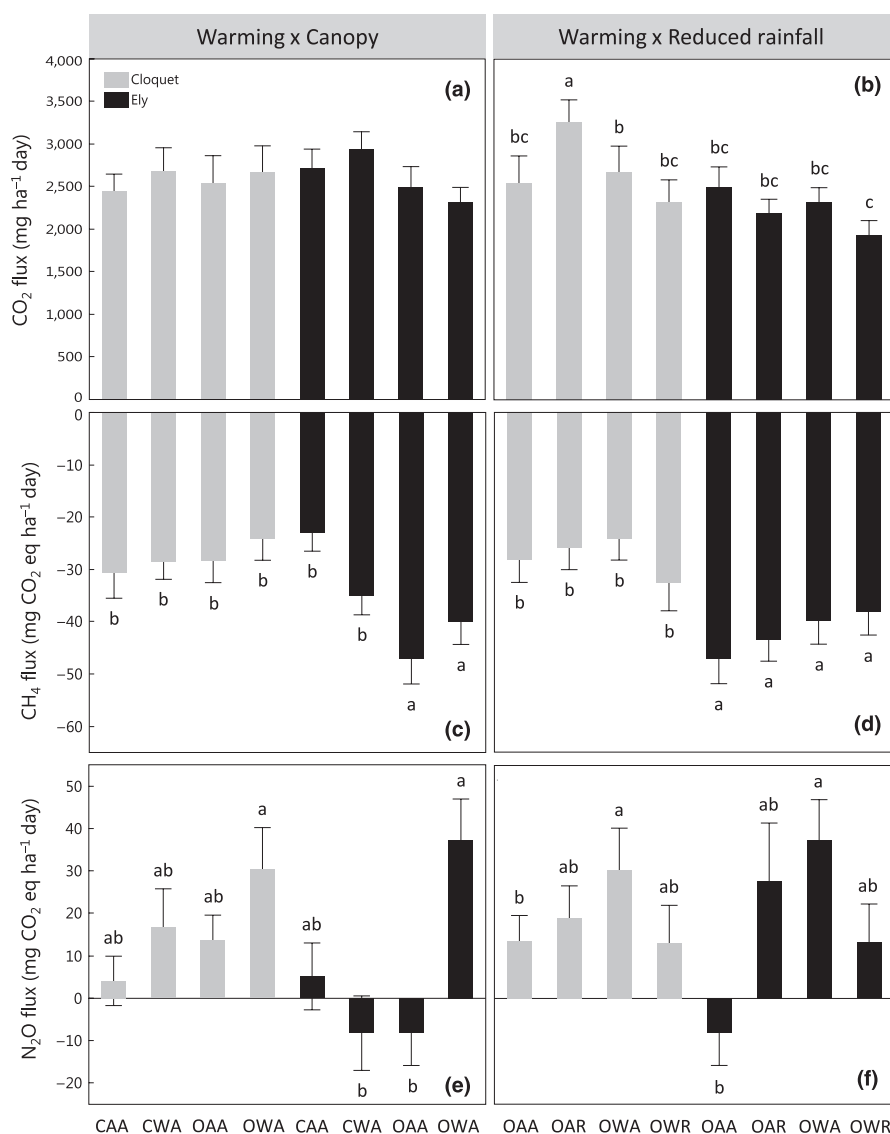 Warming x Canopy
Warming x Reduced rainfall
CO₂ flux (mg ha⁻¹ day)
4,000
3,500
3,000
2,500
2,000
1,500
1,000
500
0
Cloquet
Ely
(a)
(b)
bc
a
b
bc
bc
bc
bc
c
CH₄ flux (mg CO₂ eq ha⁻¹ day)
0
−10
−20
−30
−40
−50
−60
b
b
b
b
b
b
a
a
(c)
b
b
b
b
a
a
a
a
(d)
N₂O flux (mg CO₂ eq ha⁻¹ day)
50
40
30
20
10
0
−10
−20
ab
ab
ab
a
ab
b
b
a
(e)
b
ab
a
ab
b
ab
a
ab
(f)
CAA CWA OAA OWA CAA CWA OAA OWA
OAA OAR OWA OWR OAA OAR OWA OWR